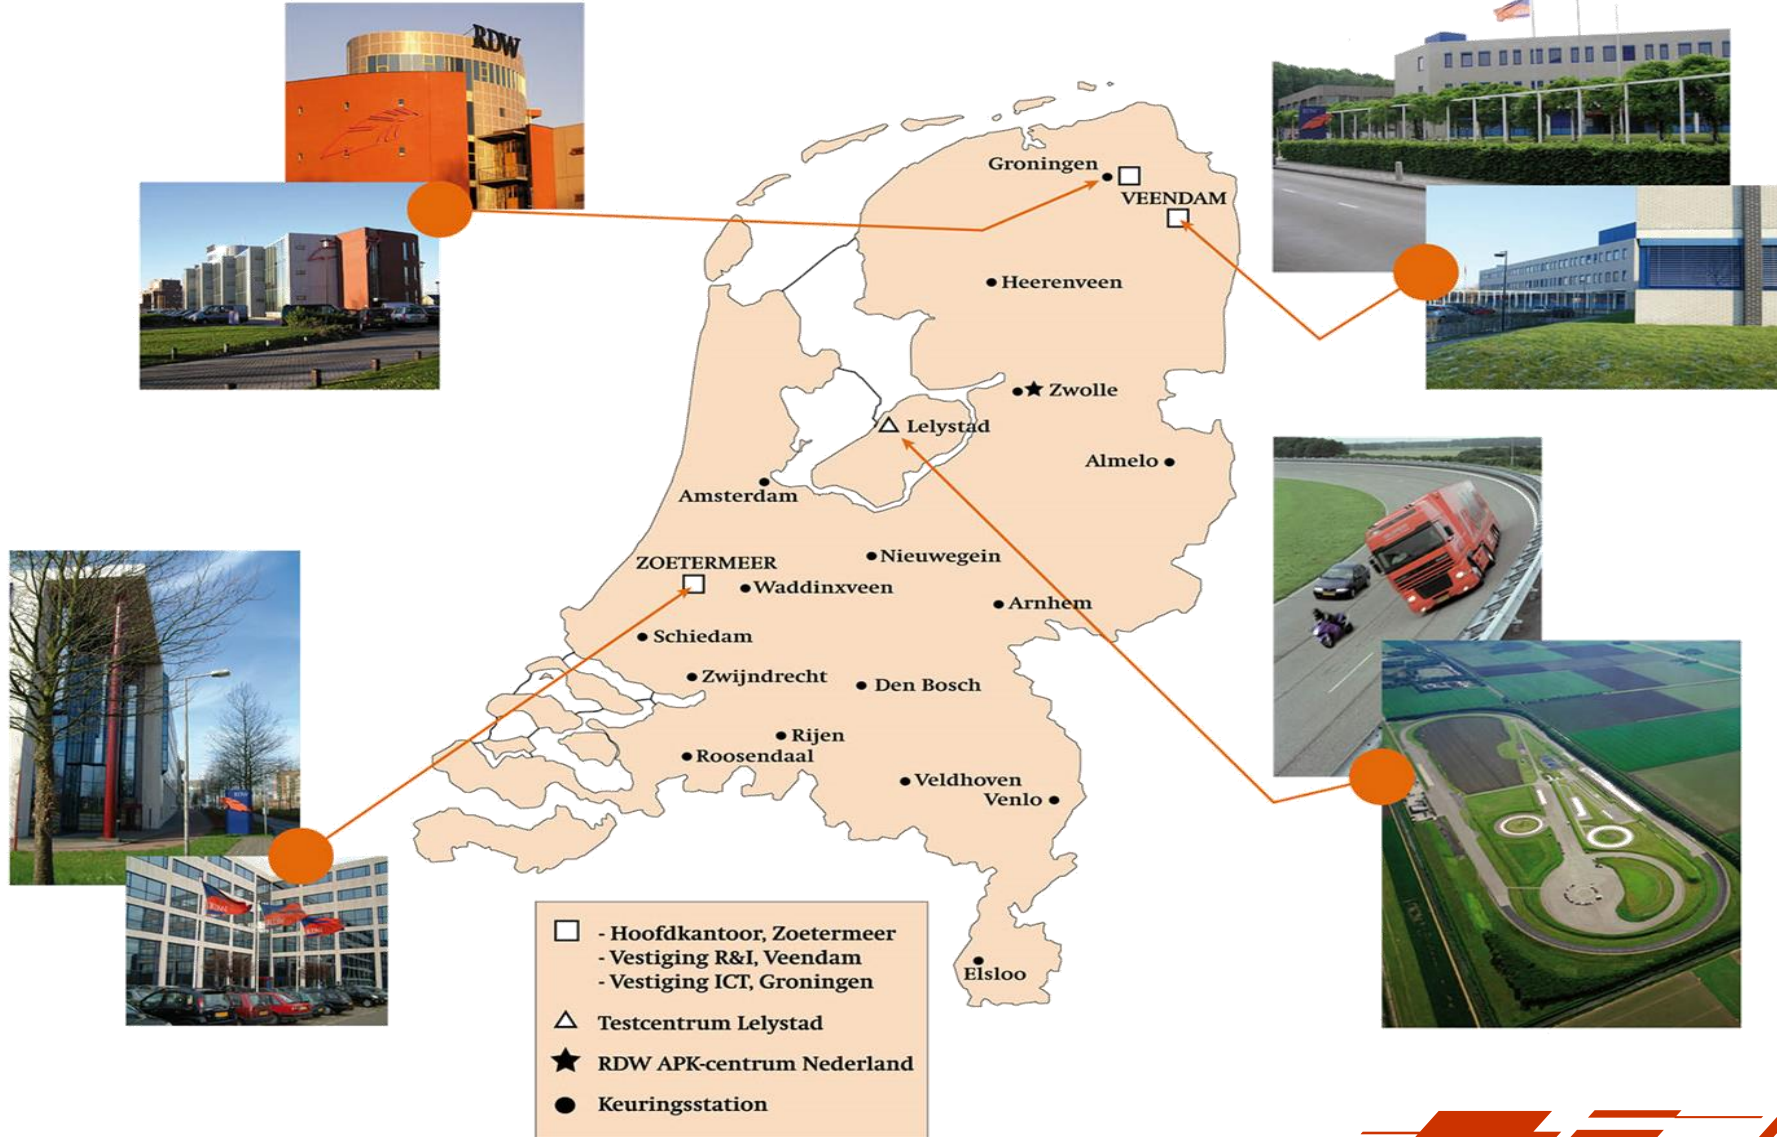 RDW
Groningen
VEENDAM
Heerenveen
Zwolle
Lelystad
Almelo
Amsterdam
Nieuwegein
ZOETERMEER
Waddinxveen
Arnhem
Schiedam
Zwijndrecht
Den Bosch
Rijen
Roosendaal
Veldhoven
Venlo
Elsloo
- Hoofdkantoor, Zoetermeer
- Vestiging R&I, Veendam
- Vestiging ICT, Groningen
Testcentrum Lelystad
RDW APK-centrum Nederland
Keuringsstation
RDW